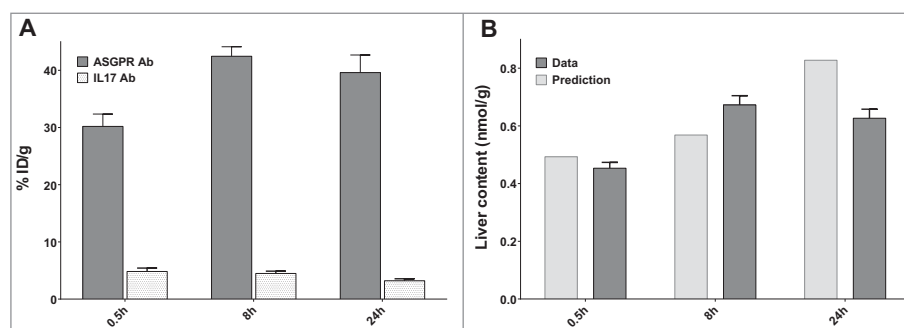 A
ASGPR Ab
IL17 Ab
% ID/g
40
30
20
10
0
0.5h
8h
24h
B
Data
Prediction
Liver content (nmol/g)
0.8
0.6
0.4
0.2
0.0
0.5h
8h
24h